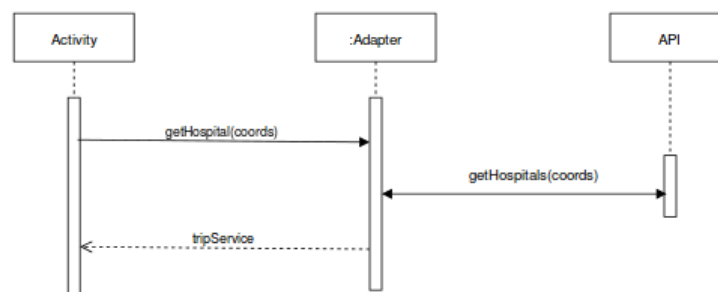 Activity
:Adapter
API
getHospital(coords)
getHospitals(coords)
tripService